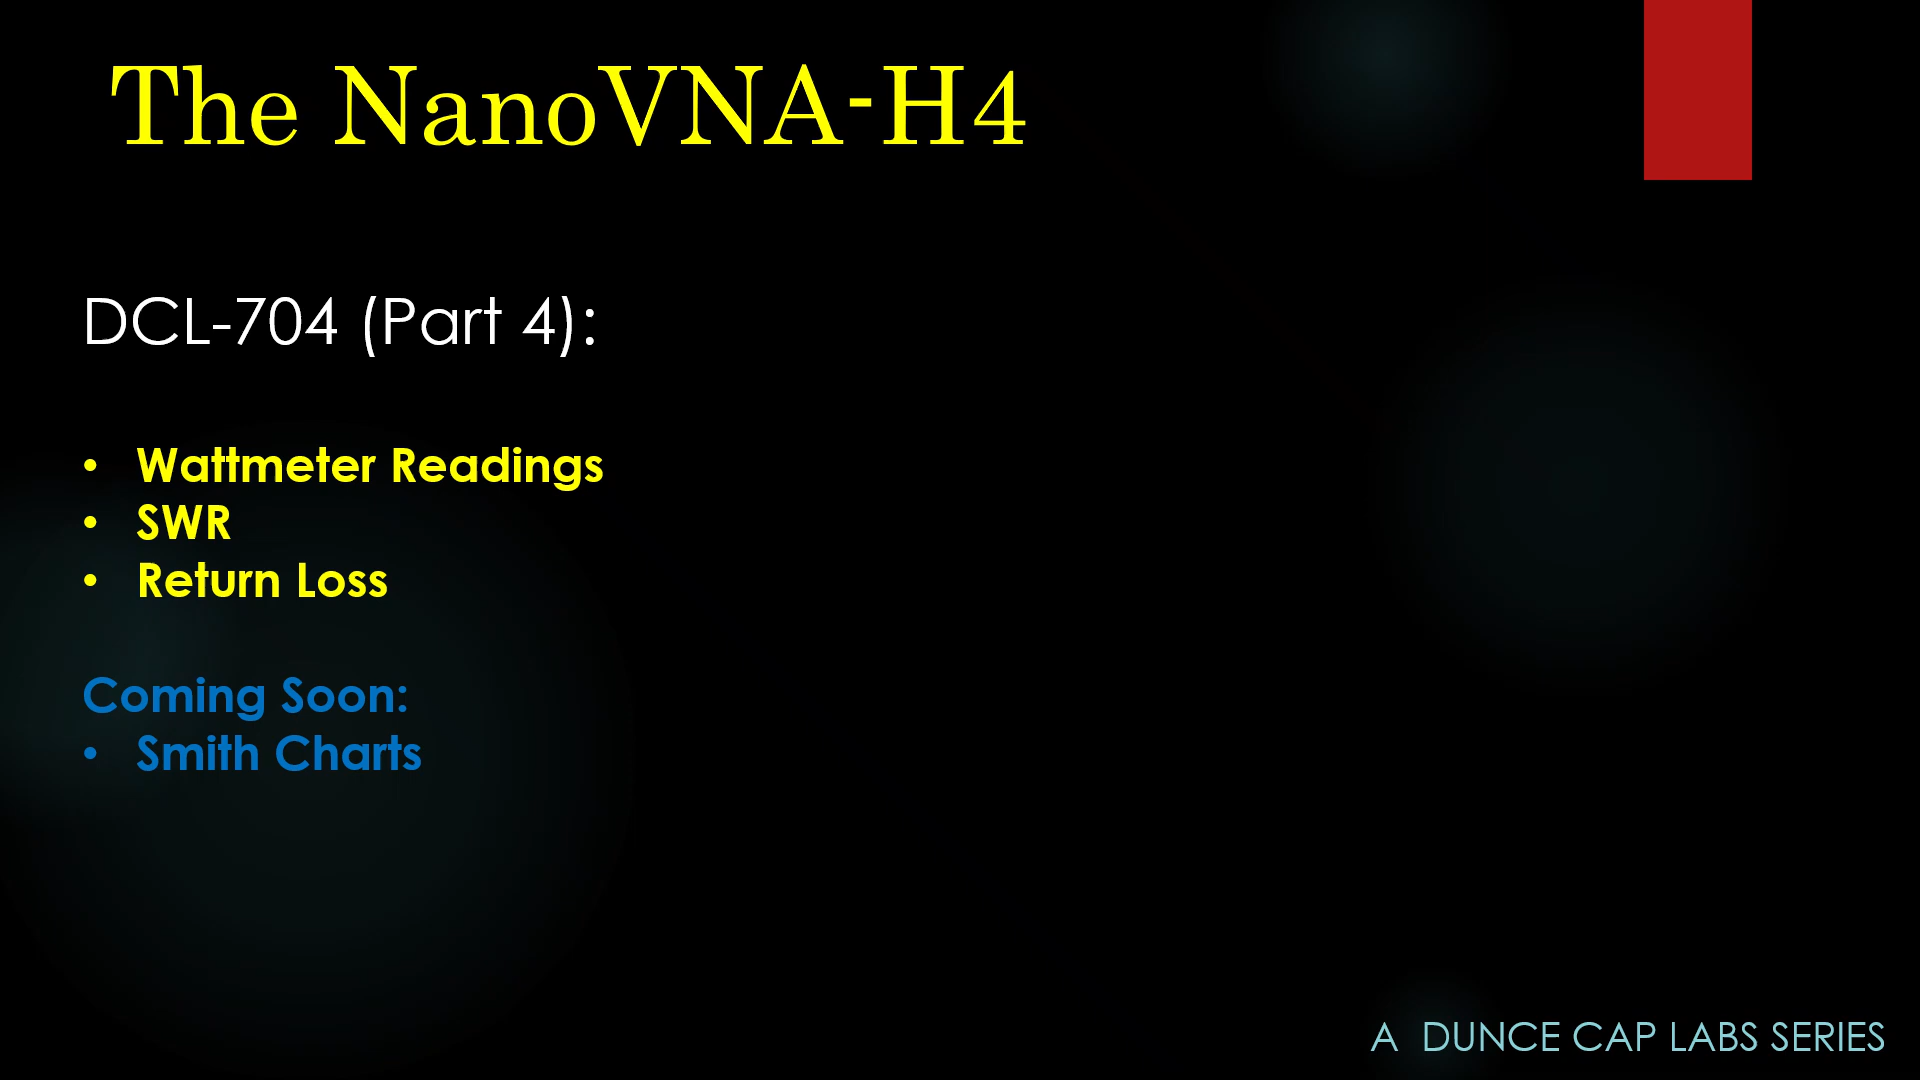 The NanoVNA-H4
DCL-704 (Part 4):
• Wattmeter Readings
• SWR
• Return Loss
Coming Soon:
• Smith Charts
A DUNCE CAP LABS SERIES